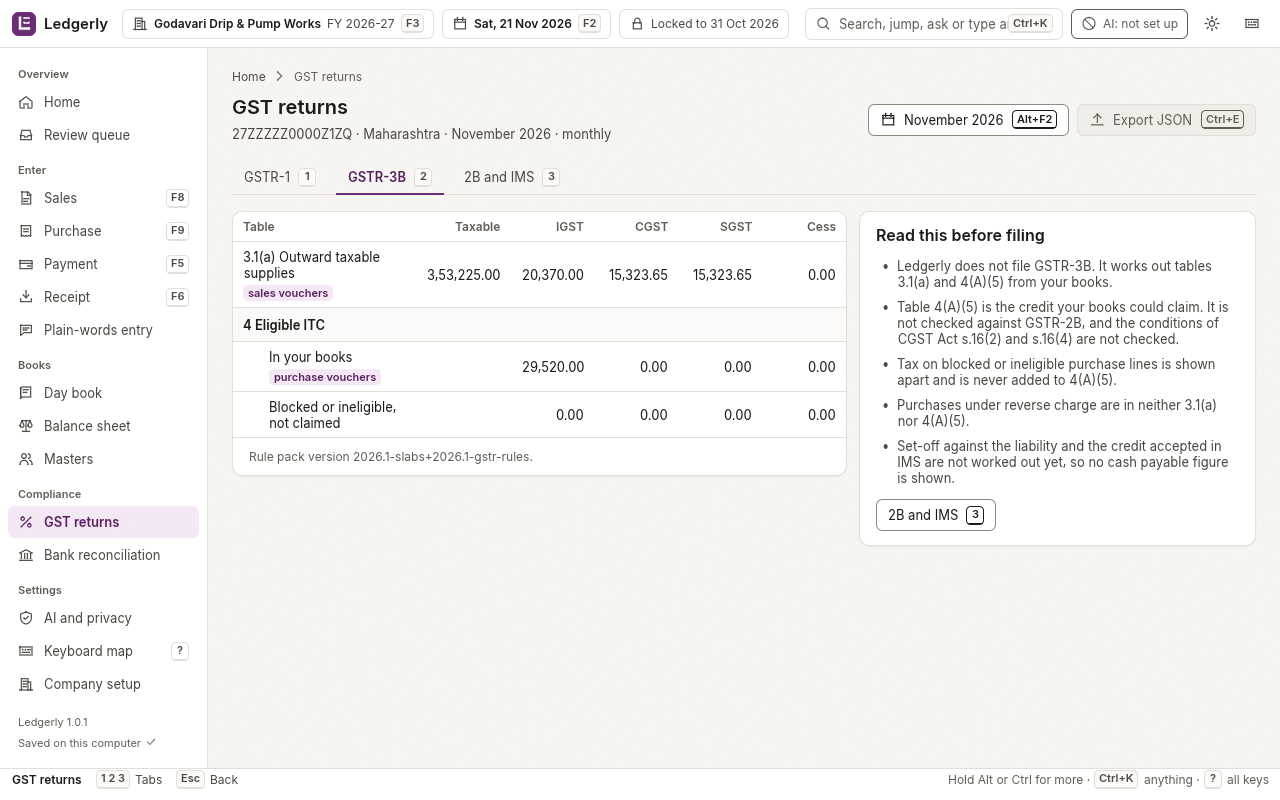 Ledgerly
Godavari Drip & Pump Works FY 2026-27 F3
Sat, 21 Nov 2026 F2
Locked to 31 Oct 2026
Search, jump, ask or type a Ctrl+K
AI: not set up
Overview
Home
Review queue
Enter
Sales F8
Purchase F9
Payment F5
Receipt F6
Plain-words entry
Books
Day book
Balance sheet
Masters
Compliance
GST returns
Bank reconciliation
Settings
AI and privacy
Keyboard map ?
Company setup
Ledgerly 1.0.1
Saved on this computer
Home GST returns
GST returns
27ZZZZZ0000Z1ZQ · Maharashtra · November 2026 · monthly
November 2026 Alt+F2
Export JSON Ctrl+E
GSTR-1 1 GSTR-3B 2 2B and IMS 3
Table Taxable IGST CGST SGST Cess
3.1(a) Outward taxable
supplies
sales vouchers
3,53,225.00 20,370.00 15,323.65 15,323.65 0.00
4 Eligible ITC
In your books
purchase vouchers
29,520.00 0.00 0.00 0.00
Blocked or ineligible,
not claimed
0.00 0.00 0.00 0.00
Rule pack version 2026.1-slabs+2026.1-gstr-rules.
Read this before filing
• Ledgerly does not file GSTR-3B. It works out tables
3.1(a) and 4(A)(5) from your books.
• Table 4(A)(5) is the credit your books could claim. It is
not checked against GSTR-2B, and the conditions of
CGST Act s.16(2) and s.16(4) are not checked.
• Tax on blocked or ineligible purchase lines is shown
apart and is never added to 4(A)(5).
• Purchases under reverse charge are in neither 3.1(a)
nor 4(A)(5).
• Set-off against the liability and the credit accepted in
IMS are not worked out yet, so no cash payable figure
is shown.
2B and IMS 3
GST returns 1 2 3 Tabs Esc Back
Hold Alt or Ctrl for more · Ctrl+K anything · ? all keys